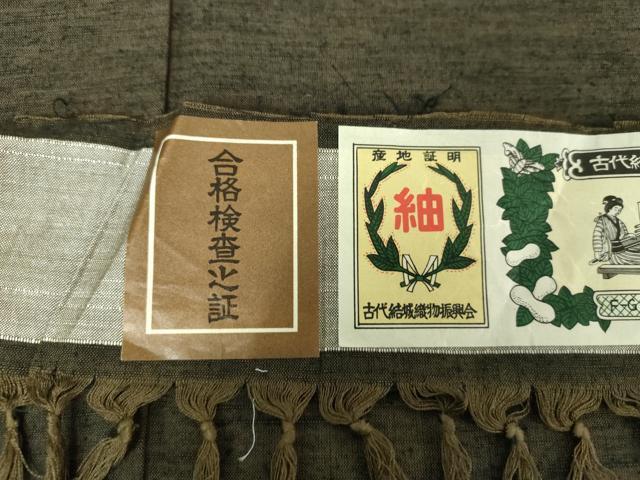 合格検査之証
産地証明
紬
古代結城織物振興会
古代結